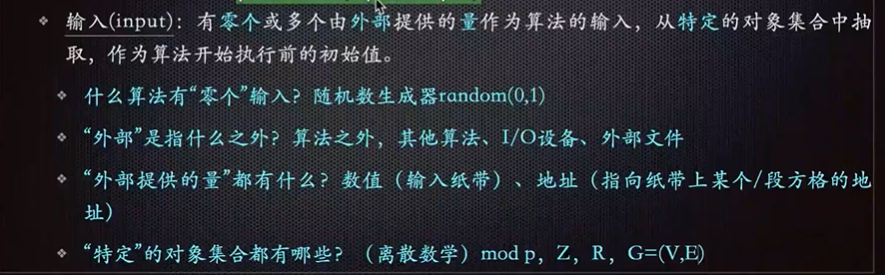 输入(input)：有零个或多个由外部提供的量作为算法的输入，从特定的对象集合中抽
取，作为算法开始执行前的初始值。
什么算法有“零个”输入？随机数生成器random(0,1)
“外部”是指什么之外？算法之外，其他算法、I/O设备、外部文件
“外部提供的量”都有什么？数值（输入纸带）、地址（指向纸带上某个/段方格的地
址）
“特定”的对象集合都有哪些？（离散数学）mod p，Z，R，G=(V,E)